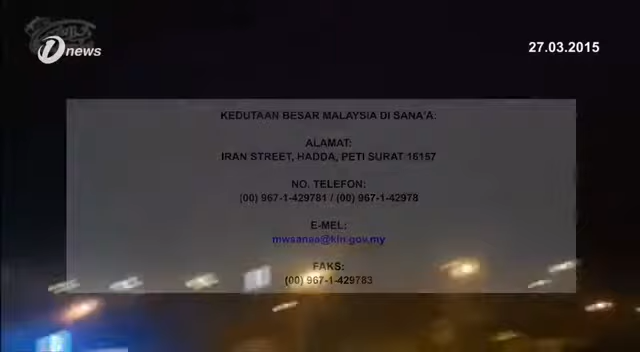 news
27.03.2015
KEDUTAAN BESAR MALAYSIA DI SANA'A:
ALAMAT:
IRAN STREET, HADDA, PETI SURAT 16157
NO. TELEFON:
(00) 967-1-429781 / (00) 967-1-42978
E-MEL:
mwsanaa@kln.gov.my
FAKS:
(00) 967-1-429783